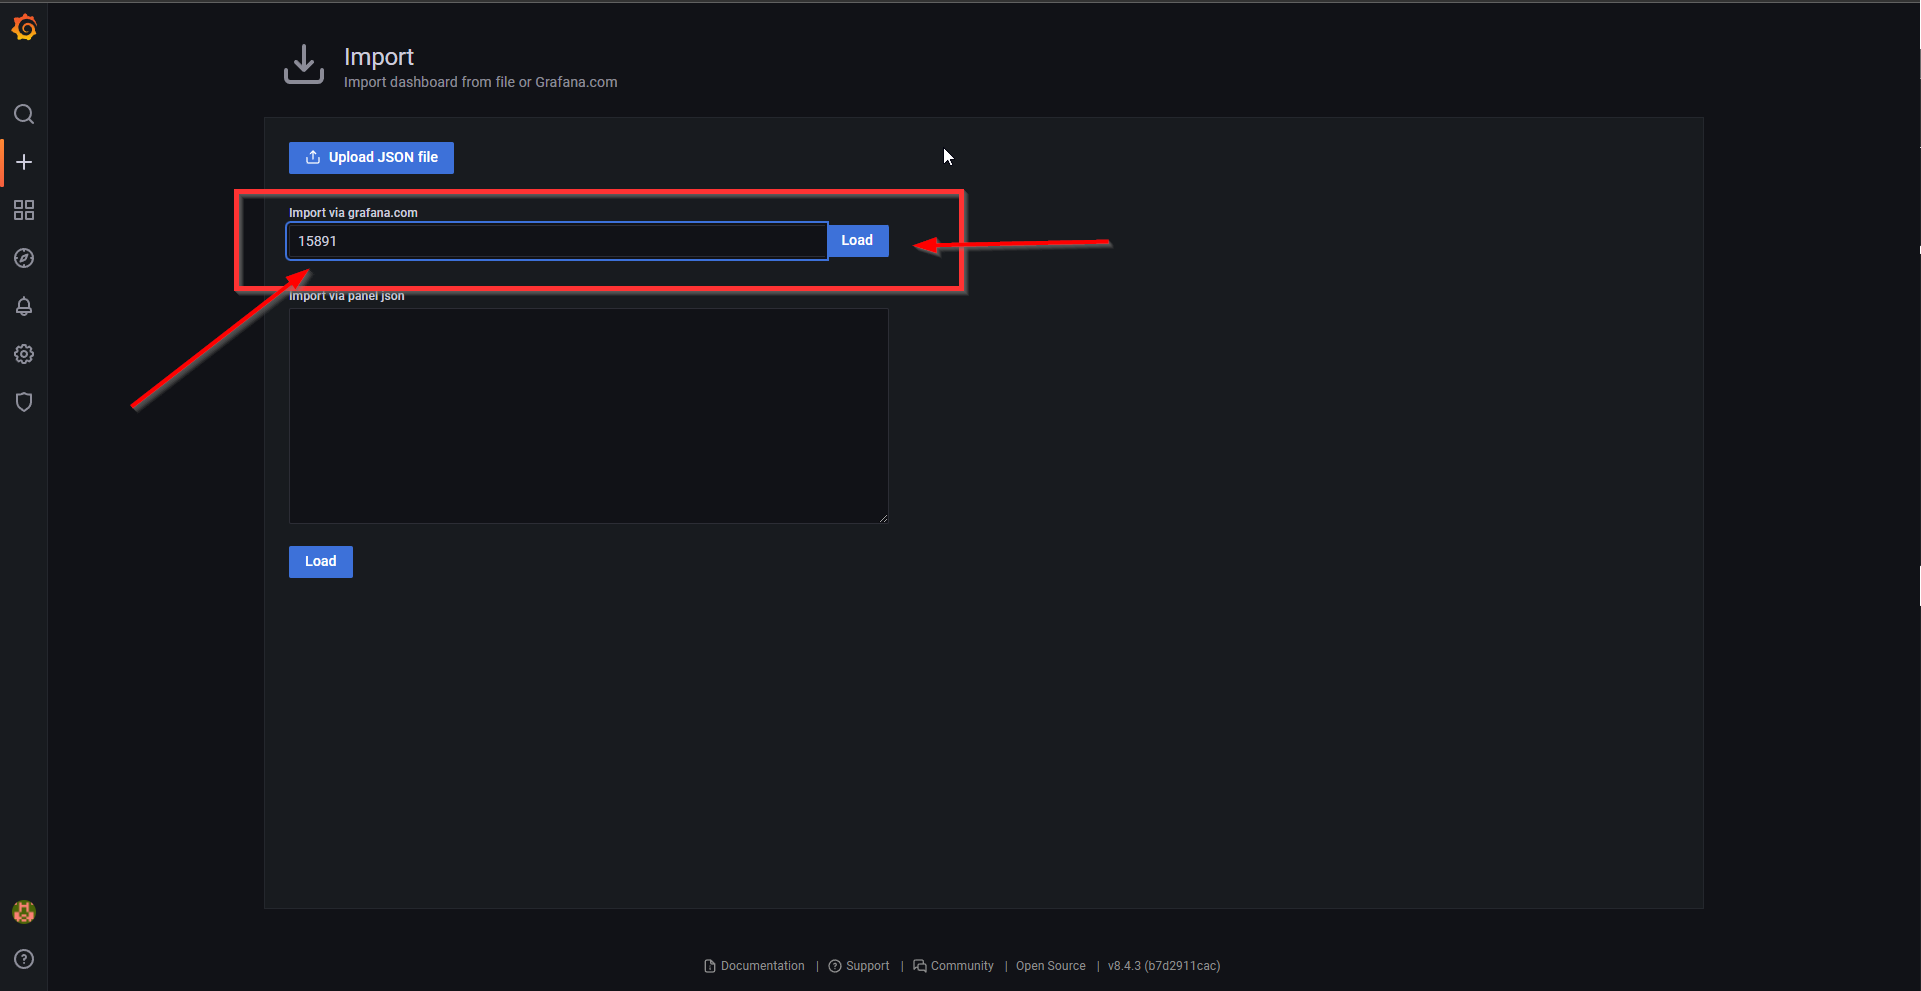 Import
Import dashboard from file or Grafana.com
Upload JSON file
Import via grafana.com
15891
Load
Import via panel json
Load
Documentation | Support | Community | Open Source | v8.4.3 (b7d2911cac)